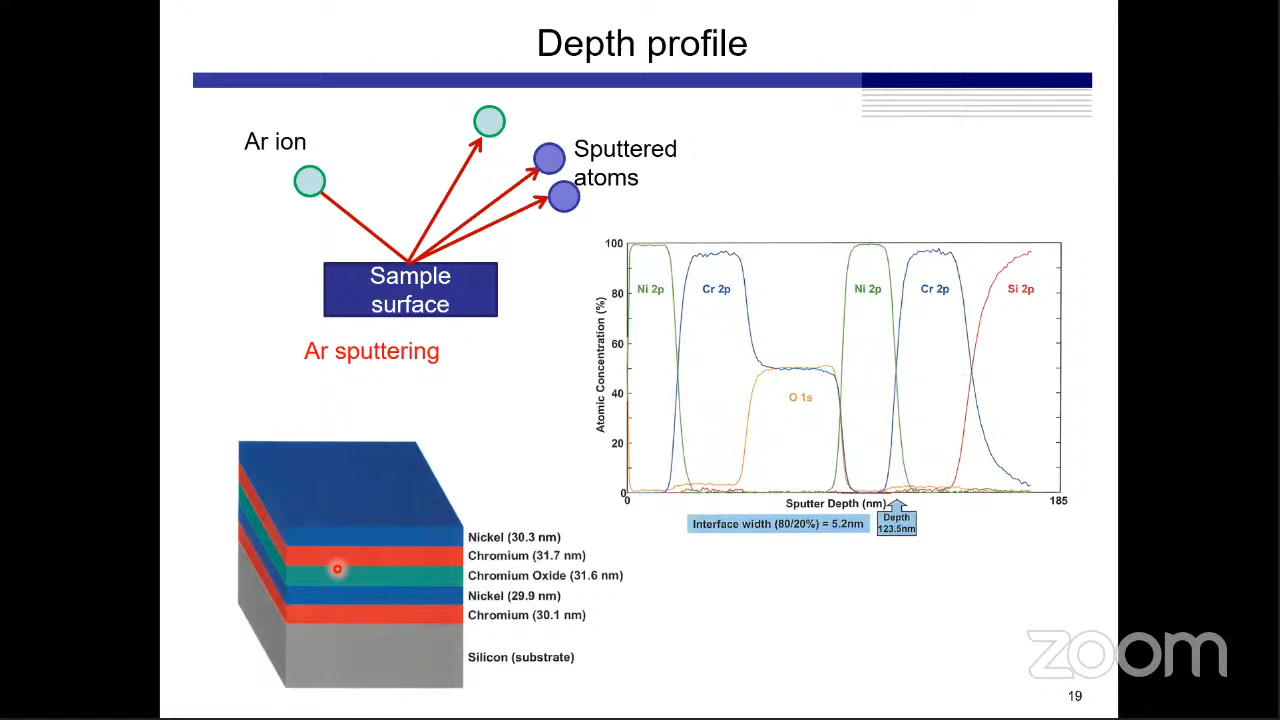 Depth profile
Ar ion
Sputtered
atoms
Sample
surface
Ar sputtering
100
80
60
40
20
0
Atomic Concentration (%)
Ni 2p
Cr 2p
O 1s
Ni 2p
Cr 2p
Si 2p
0
Sputter Depth (nm)
185
Interface width (80/20%) = 5.2nm
Depth
123.5nm
Nickel (30.3 nm)
Chromium (31.7 nm)
Chromium Oxide (31.6 nm)
Nickel (29.9 nm)
Chromium (30.1 nm)
Silicon (substrate)
zoom
19